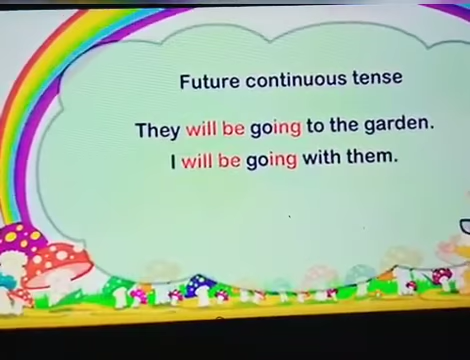 Future continuous tense
They will be going to the garden.
I will be going with them.